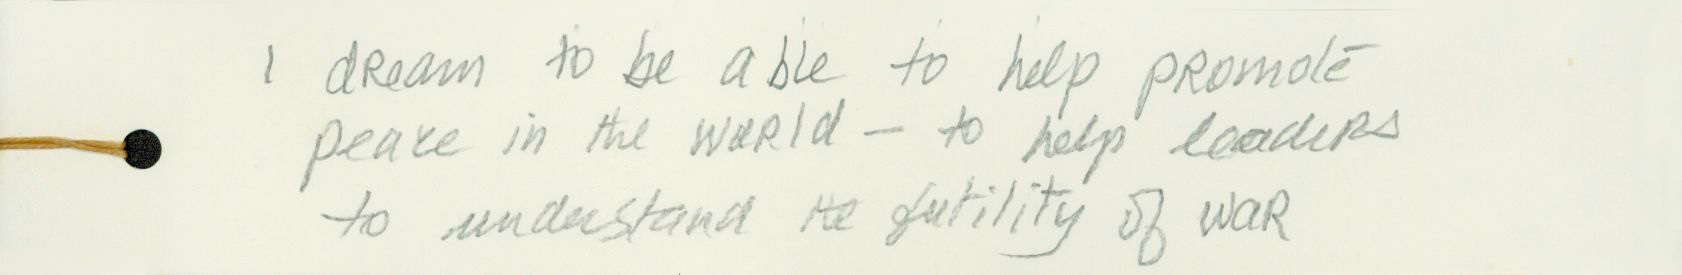 I dream to be able to help promote
peace in the world – to help leaders
to understand the futility of war